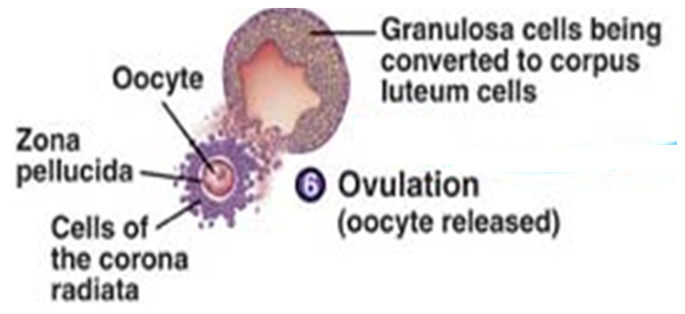 Granulosa cells being
converted to corpus
luteum cells
Oocyte
Zona
pellucida
Cells of
the corona
radiata
6 Ovulation
(oocyte released)